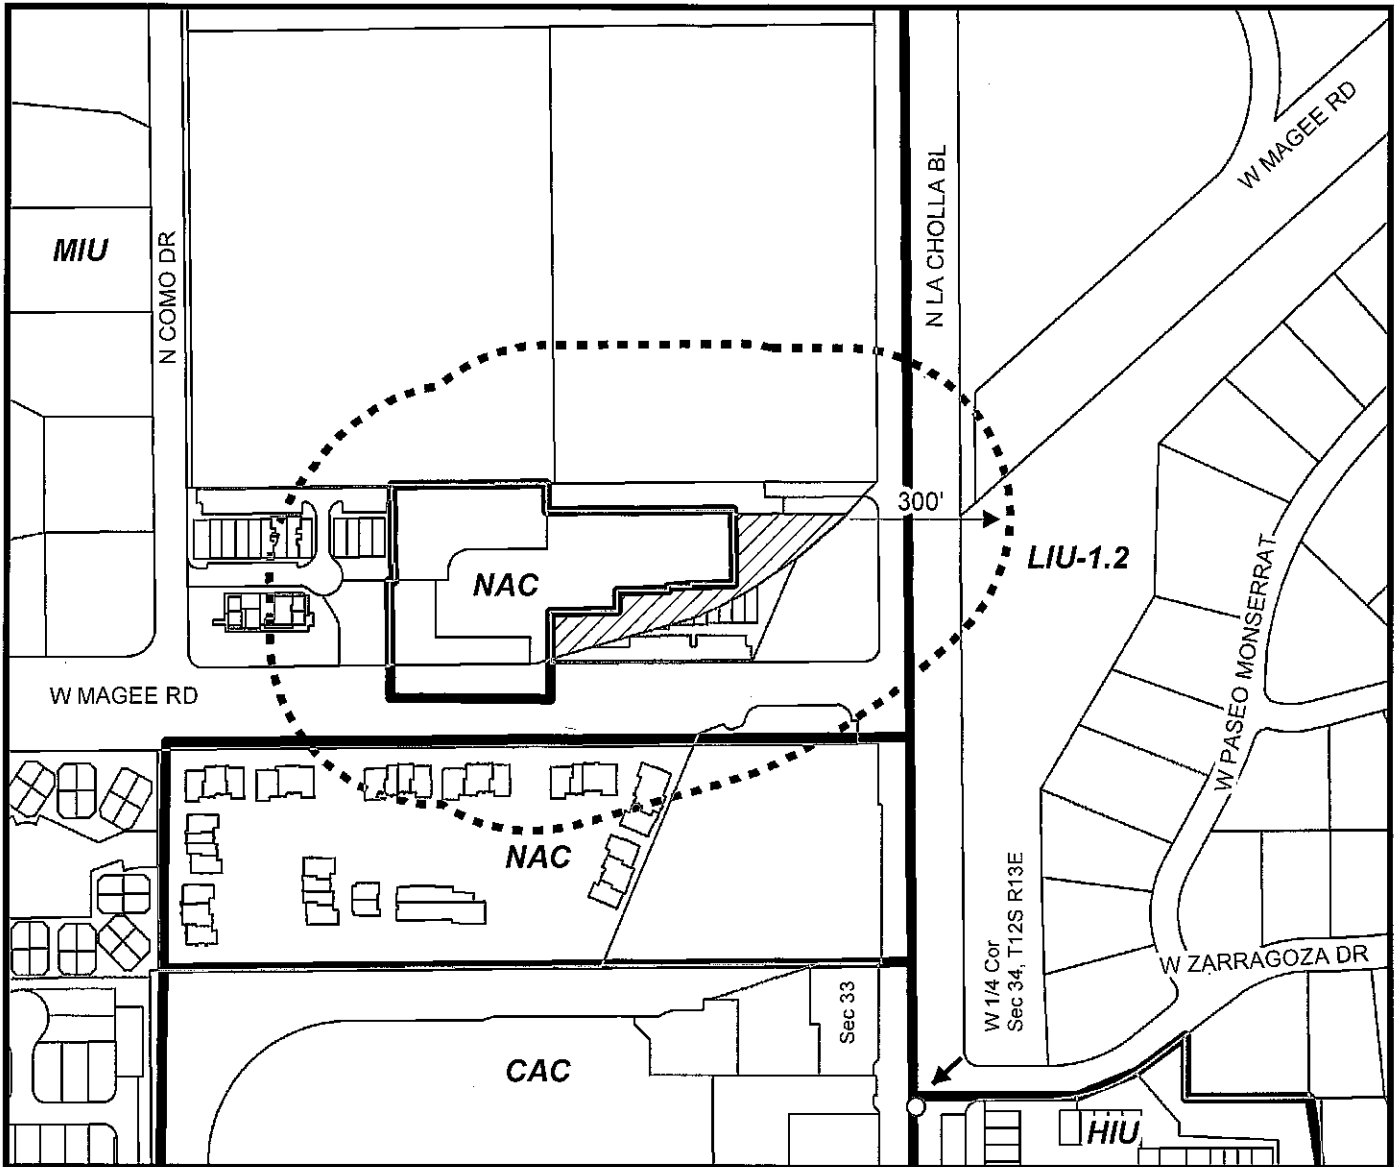 W MAGEE RD
N LA CHOLLA BL
MIU
N COMO DR
300'
LIU-1.2
NAC
W MAGEE RD
W PASEO MONSERRAT
NAC
W 1/4 Cor
Sec 34, T12S R13E
W ZARRAGOZA DR
Sec 33
CAC
HIU